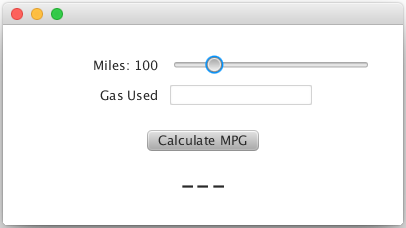 Miles: 100
Gas Used
Calculate MPG
---